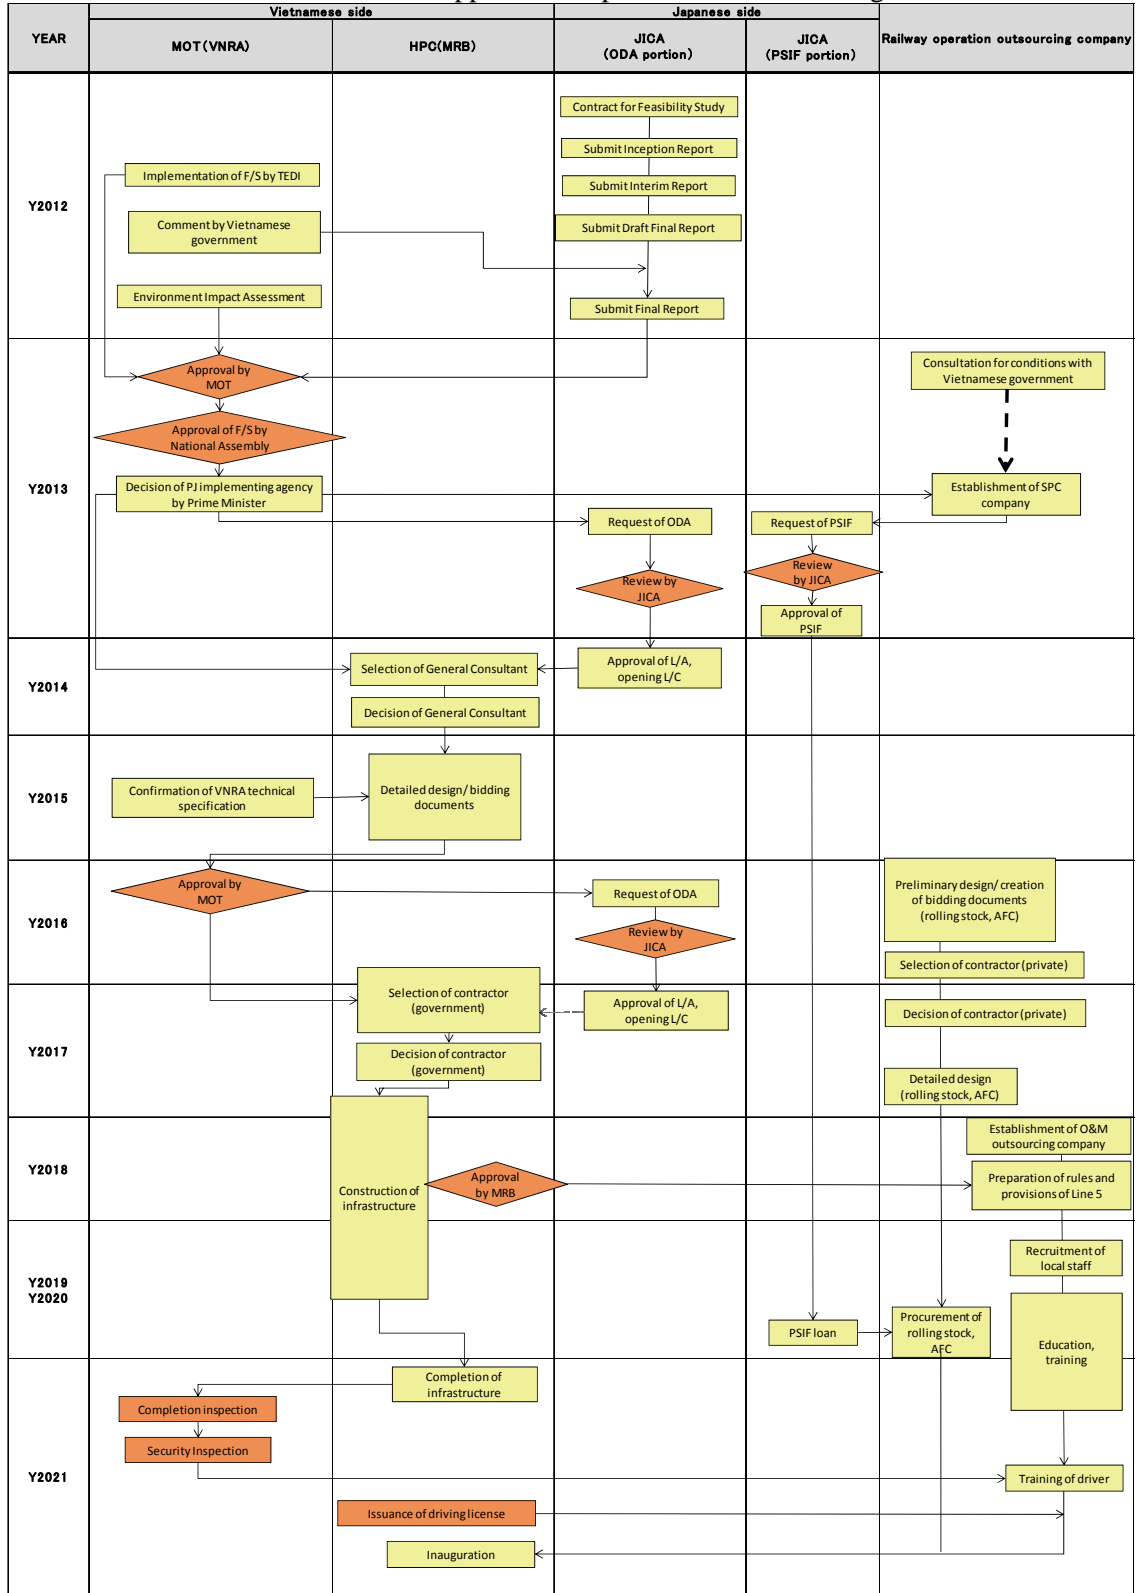 Vietnamese side
Japanese side
YEAR
MOT(VNRA)
HPC(MRB)
JICA
(ODA portion)
JICA
(PSIF portion)
Railway operation outsourcing company
Y2012
Contract for Feasibility Study
Submit Inception Report
Implementation of F/S by TEDI
Submit Interim Report
Comment by Vietnamese
government
Submit Draft Final Report
Environment Impact Assessment
Submit Final Report
Y2013
Approval by
MOT
Consultation for conditions with
Vietnamese government
Approval of F/S by
National Assembly
Decision of PJ implementing agency
by Prime Minister
Establishment of SPC
company
Request of ODA
Request of PSIF
Review by
JICA
Review
by JICA
Approval of
PSIF
Y2014
Selection of General Consultant
Approval of L/A,
opening L/C
Decision of General Consultant
Y2015
Confirmation of VNRA technical
specification
Detailed design/ bidding
documents
Y2016
Approval by
MOT
Request of ODA
Preliminary design/ creation
of bidding documents
(rolling stock, AFC)
Review by
JICA
Selection of contractor (private)
Y2017
Selection of contractor
(government)
Approval of L/A,
opening L/C
Decision of contractor (private)
Decision of contractor
(government)
Detailed design
(rolling stock, AFC)
Y2018
Construction of
infrastructure
Approval
by MRB
Establishment of O&M
outsourcing company
Preparation of rules and
provisions of Line 5
Y2019
Y2020
Recruitment of
local staff
PSIF loan
Procurement of
rolling stock,
AFC
Education,
training
Y2021
Completion of
infrastructure
Completion inspection
Security Inspection
Training of driver
Issuance of driving license
Inauguration